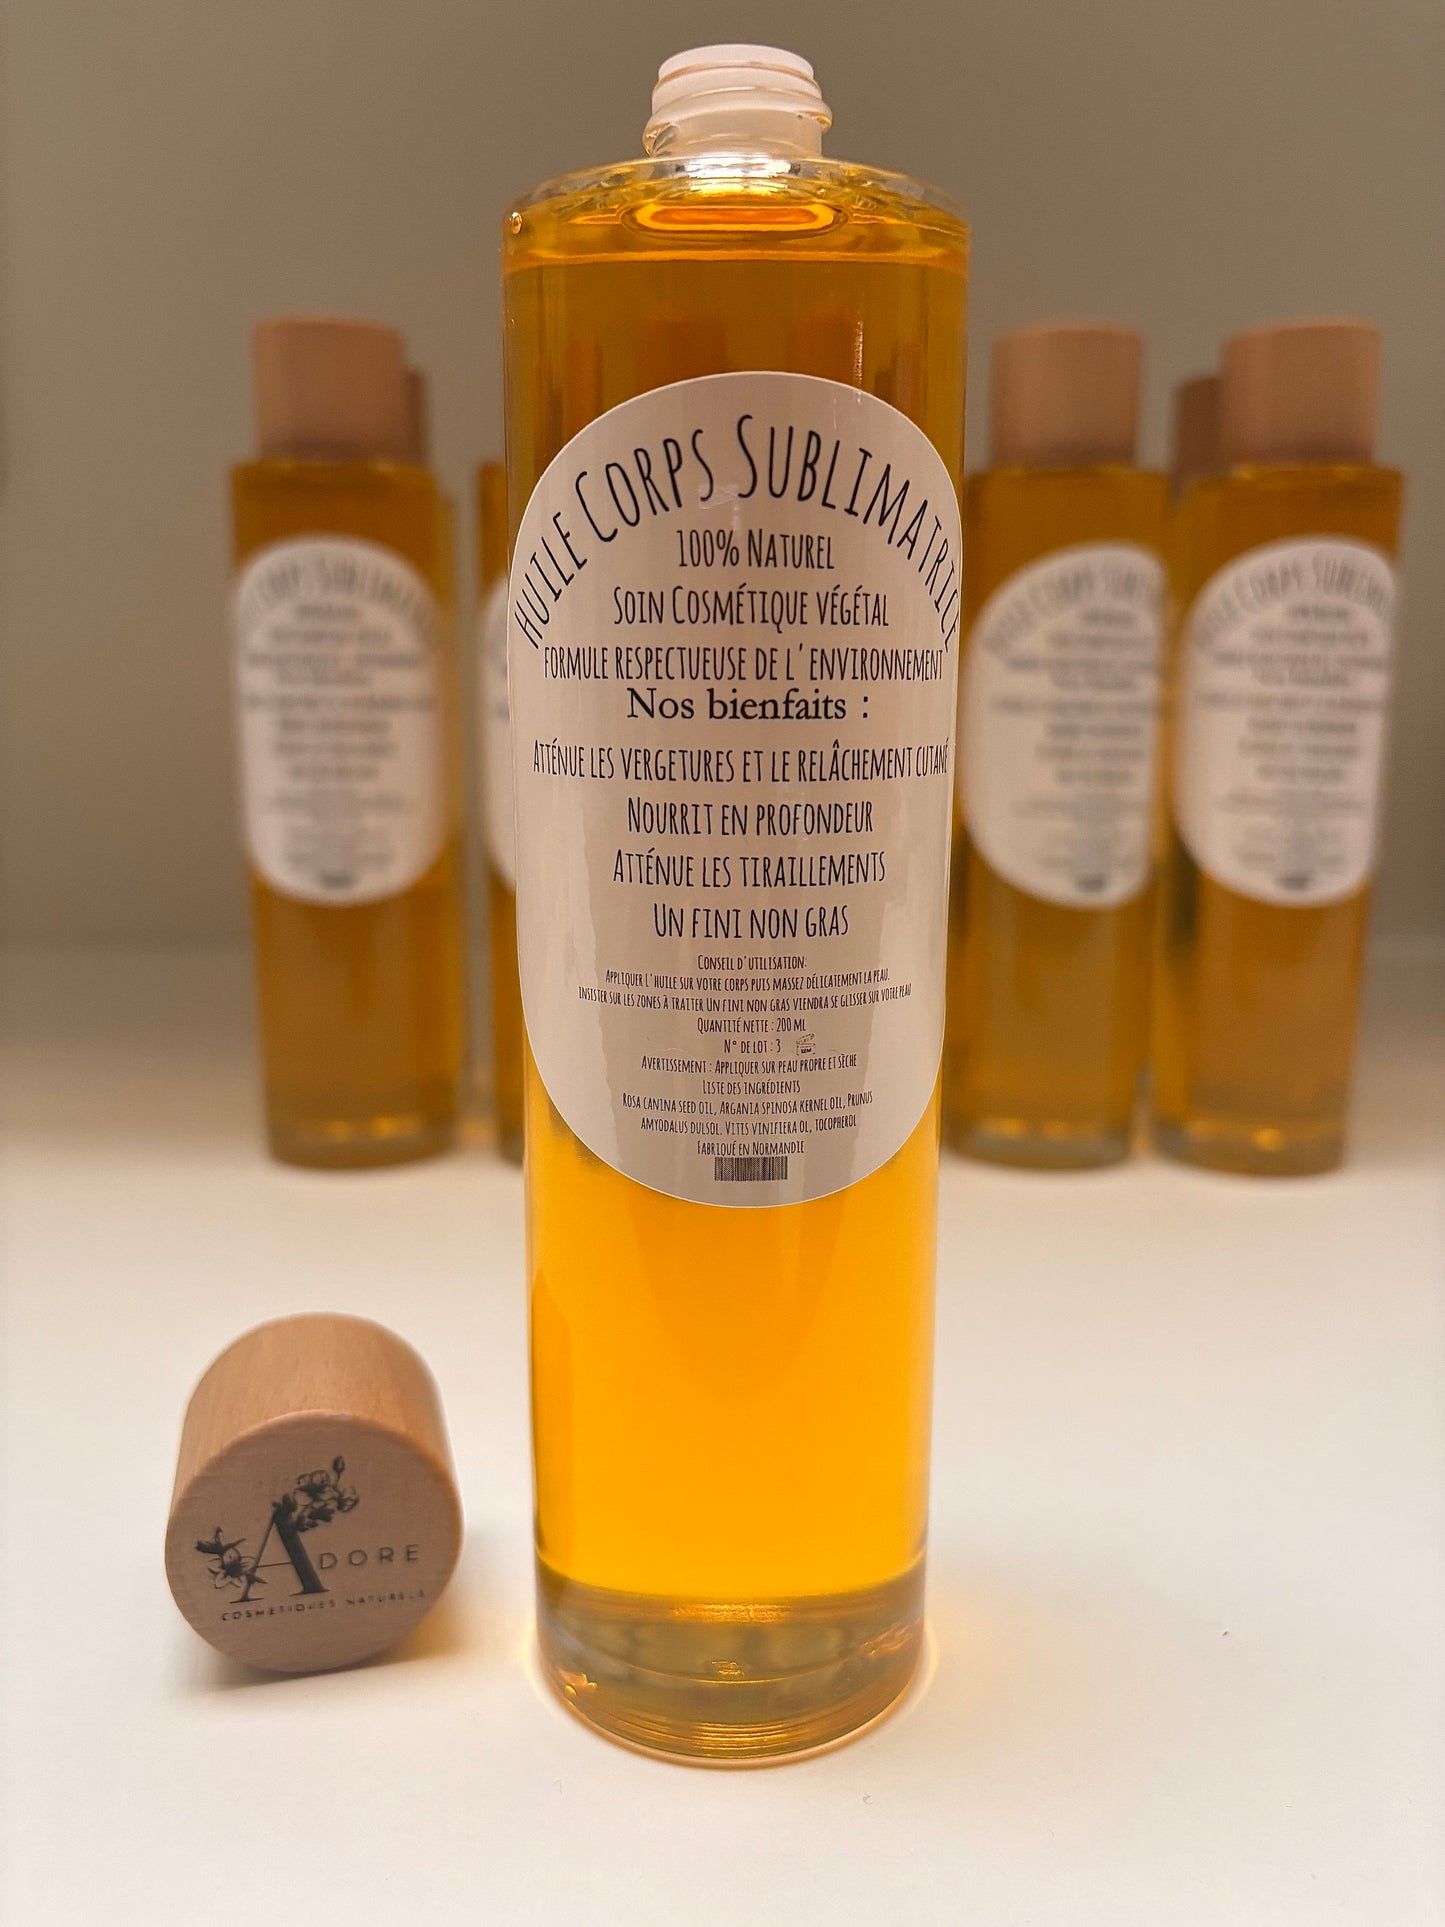 Huile Corps Sublimatrice
100% Naturel
Soin Cosmétique végétal
formule respectueuse de l'environnement
Nos bienfaits :
Atténue les vergetures et le relâchement cutané
Nourrit en profondeur
Atténue les tiraillements
Un fini non gras
Conseil d'utilisation:
Appliquer l'huile sur votre corps puis massez délicatement la peau.
insister sur les zones à traiter Un fini non gras viendra se glisser sur votre peau
Quantité nette : 200 ml
N° de lot : 3
Avertissement : Appliquer sur peau propre et sèche
Liste des ingrédients
Rosa canina seed oil, Argania spinosa kernel oil, Prunus
amyodalus dulsol. Vitis vinifiera ol, tocopherol
Fabriqué en Normandie
Adore
COSMETIQUES NATURELS